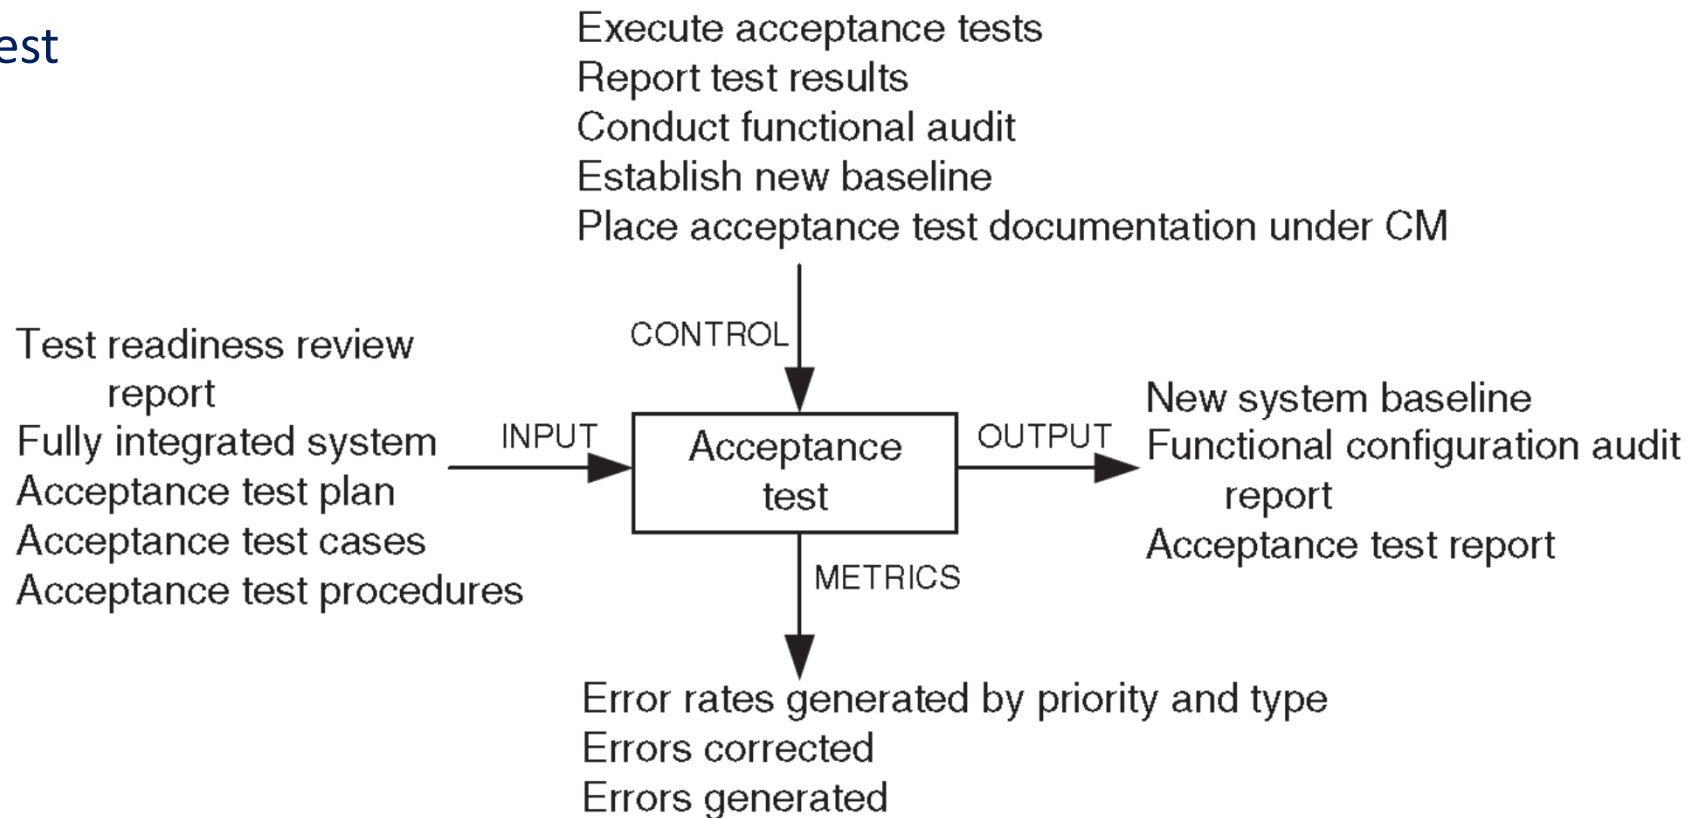 est
Execute acceptance tests
Report test results
Conduct functional audit
Establish new baseline
Place acceptance test documentation under CM
CONTROL
Test readiness review
report
Fully integrated system
Acceptance test plan
Acceptance test cases
Acceptance test procedures
INPUT
Acceptance
test
OUTPUT
New system baseline
Functional configuration audit
report
Acceptance test report
METRICS
Error rates generated by priority and type
Errors corrected
Errors generated